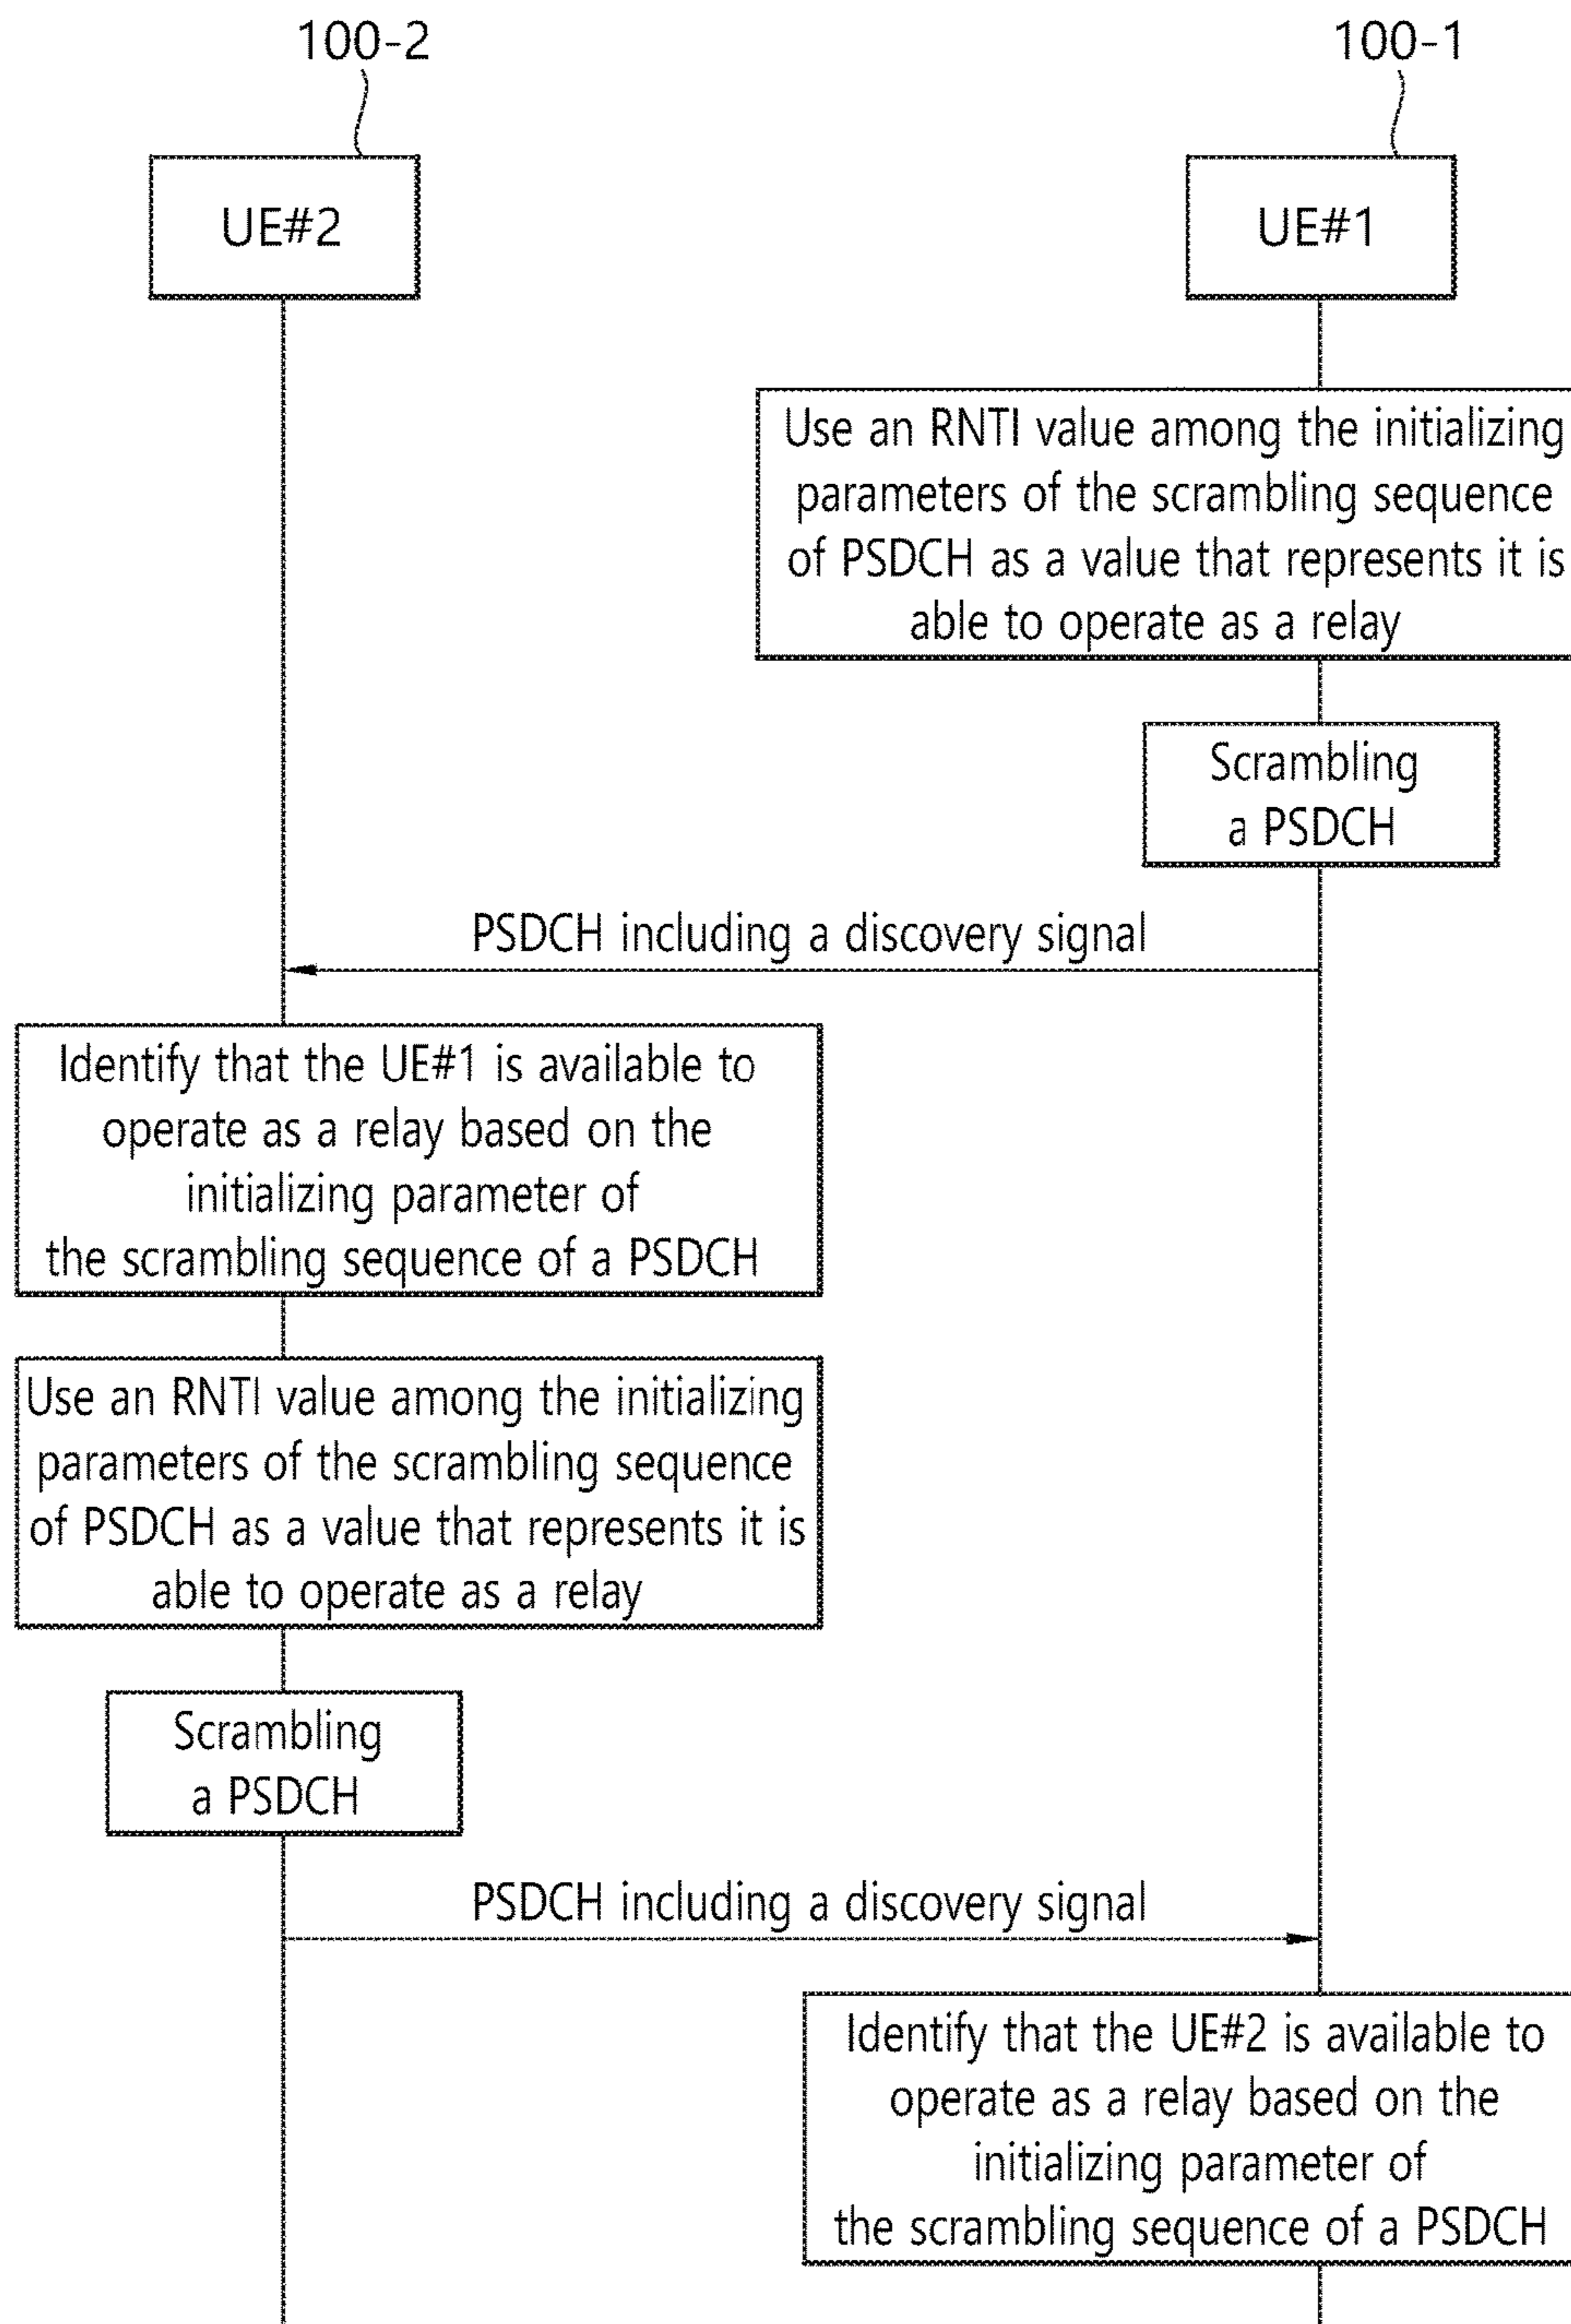 100-2
100-1
UE#2
UE#1
Use an RNTI value among the initializing
parameters of the scrambling sequence
of PSDCH as a value that represents it is
able to operate as a relay
Scrambling
a PSDCH
PSDCH including a discovery signal
Identify that the UE#1 is available to
operate as a relay based on the
initializing parameter of
the scrambling sequence of a PSDCH
Use an RNTI value among the initializing
parameters of the scrambling sequence
of PSDCH as a value that represents it is
able to operate as a relay
Scrambling
a PSDCH
PSDCH including a discovery signal
Identify that the UE#2 is available to
operate as a relay based on the
initializing parameter of
the scrambling sequence of a PSDCH